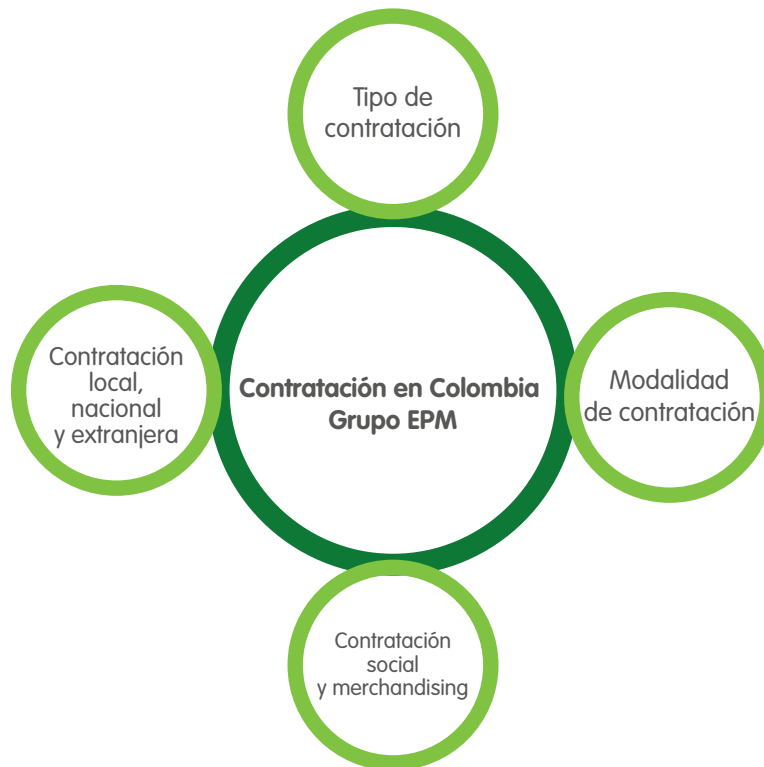 Tipo de
contratación
Contratación
local,
nacional
y extranjera
Contratación en Colombia
Grupo EPM
Modalidad
de contratación
Contratación
social
y merchandising